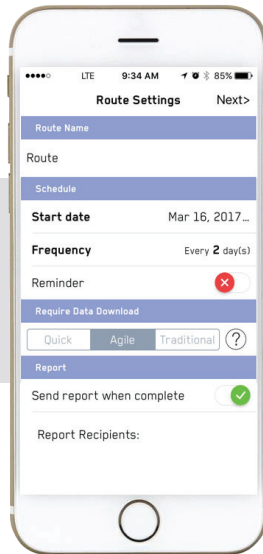 LTE 9:34 AM 85%
Route Settings Next>
Route Name
Route
Schedule
Start date Mar 16, 2017...
Frequency Every 2 day(s)
Reminder
Require Data Download
Quick Agile Traditional ?
Report
Send report when complete
Report Recipients: